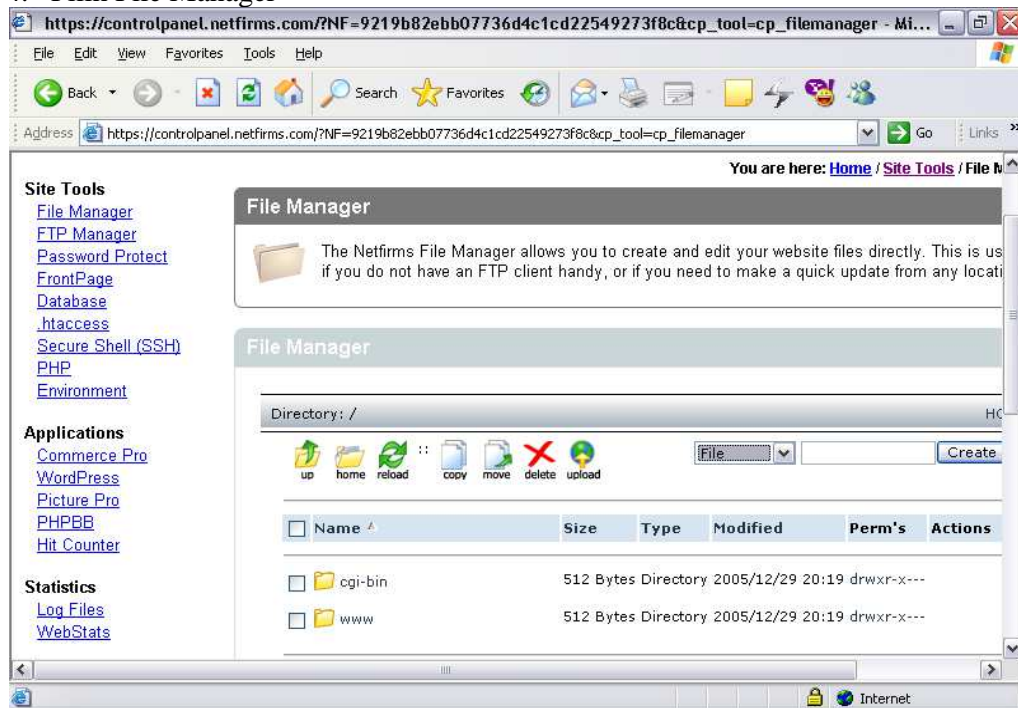 https://controlpanel.netfirms.com/?NF=9219b82ebb07736d4c1cd22549273f8c&cp_tool=cp_filemanager - Mi...
File Edit View Favorites Tools Help
Back Search Favorites
Address https://controlpanel.netfirms.com/?NF=9219b82ebb07736d4c1cd22549273f8c&cp_tool=cp_filemanager Go Links »
You are here: Home / Site Tools / File M
Site Tools
File Manager
FTP Manager
Password Protect
FrontPage
Database
.htaccess
Secure Shell (SSH)
PHP
Environment
Applications
Commerce Pro
WordPress
Picture Pro
PHPBB
Hit Counter
Statistics
Log Files
WebStats
File Manager
The Netfirms File Manager allows you to create and edit your website files directly. This is us
if you do not have an FTP client handy, or if you need to make a quick update from any locati
File Manager
Directory: / HO
up home reload :: copy move delete upload File Create
Name Size Type Modified Perm's Actions
cgi-bin 512 Bytes Directory 2005/12/29 20:19 drwxr-x---
www 512 Bytes Directory 2005/12/29 20:19 drwxr-x---
Internet